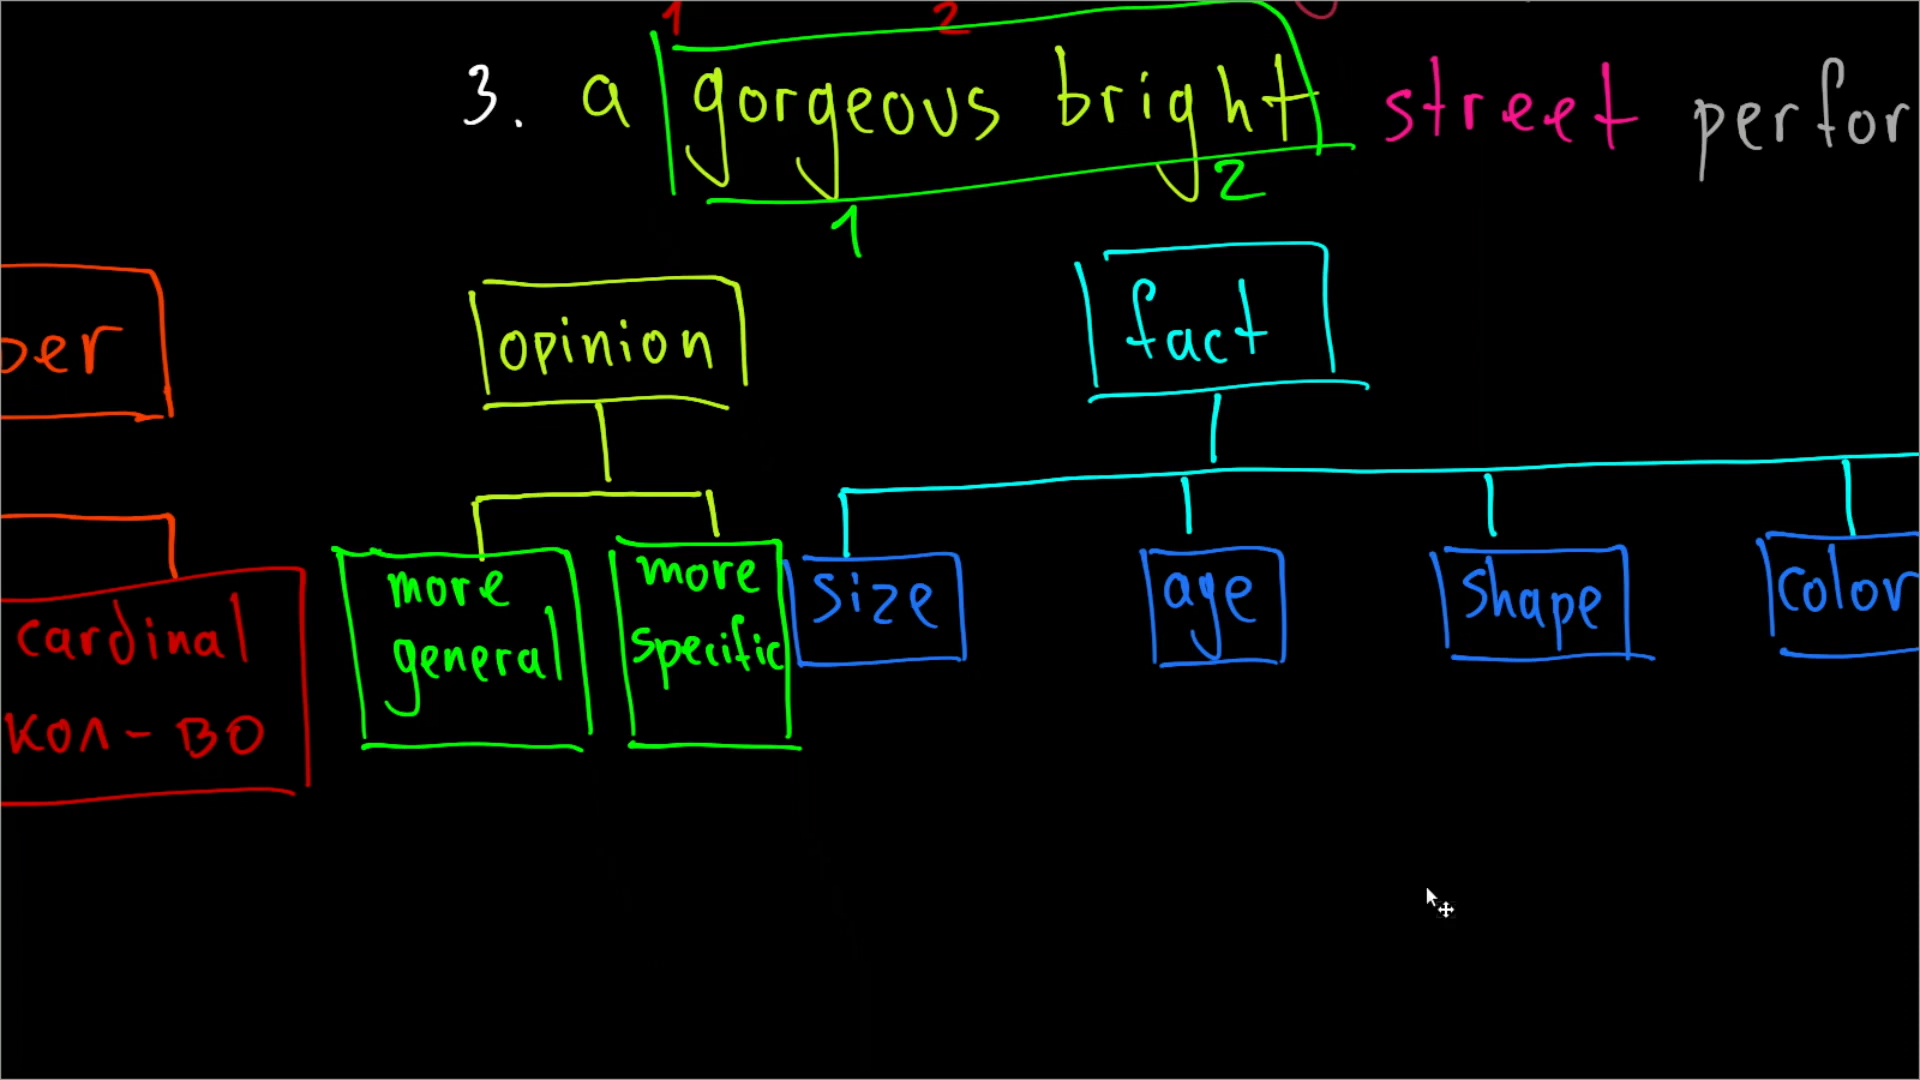 1 2
3. a gorgeous bright street perfor
1 2
ber opinion fact
more general
more specific
size age shape color
cardinal
кол-во